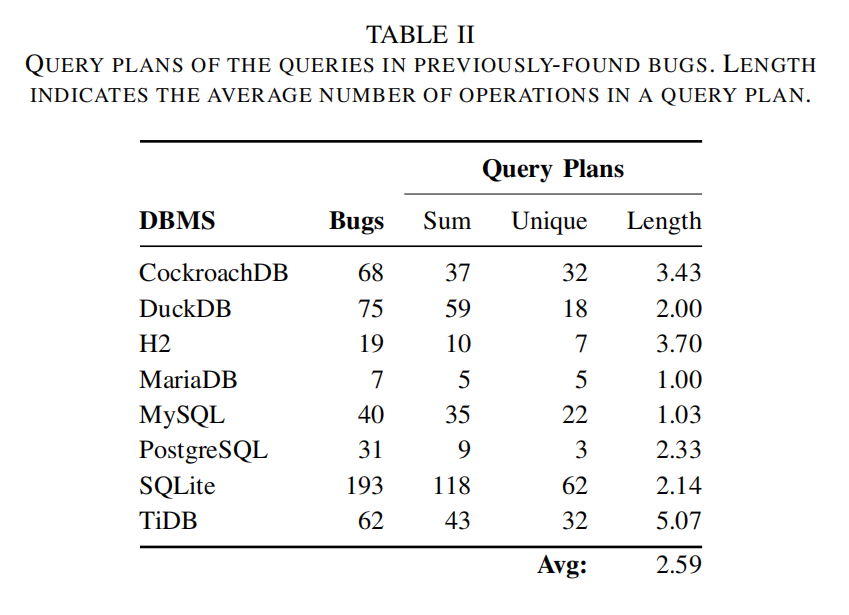 TABLE II
QUERY PLANS OF THE QUERIES IN PREVIOUSLY-FOUND BUGS. LENGTH
INDICATES THE AVERAGE NUMBER OF OPERATIONS IN A QUERY PLAN.
Query Plans
DBMS Bugs Sum Unique Length
CockroachDB 68 37 32 3.43
DuckDB 75 59 18 2.00
H2 19 10 7 3.70
MariaDB 7 5 5 1.00
MySQL 40 35 22 1.03
PostgreSQL 31 9 3 2.33
SQLite 193 118 62 2.14
TiDB 62 43 32 5.07
Avg: 2.59